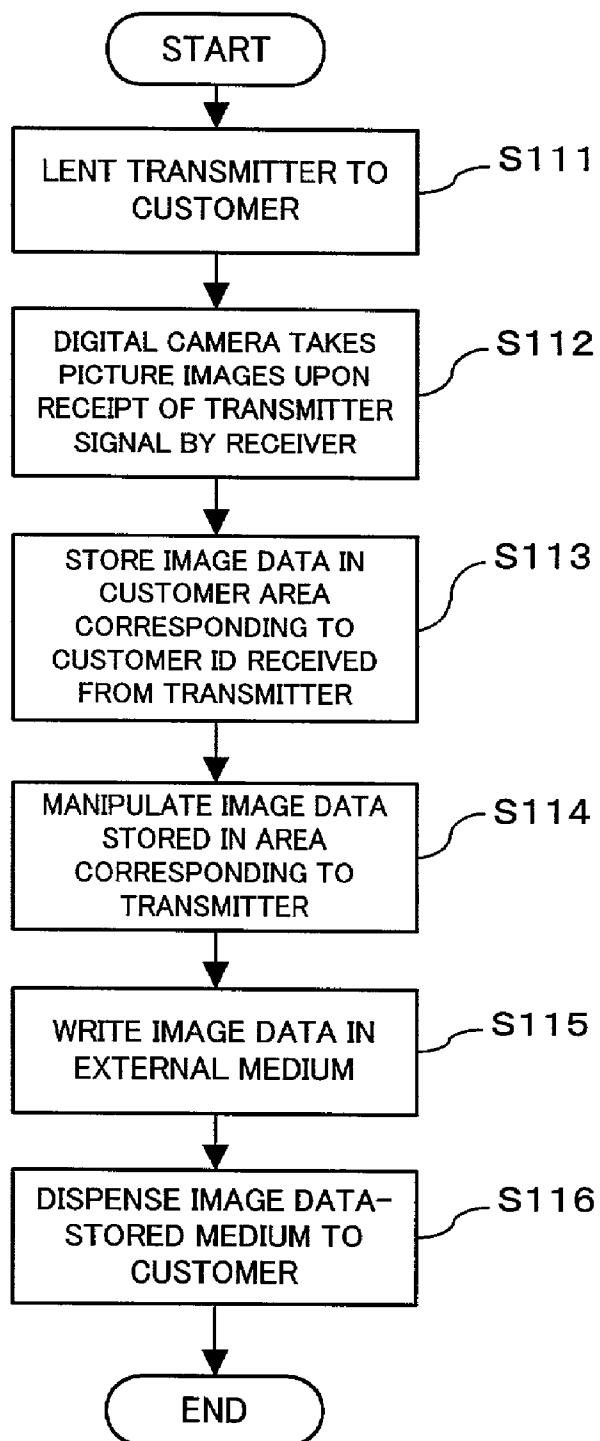 START
LENT TRANSMITTER TO
CUSTOMER
S111
DIGITAL CAMERA TAKES
PICTURE IMAGES UPON
RECEIPT OF TRANSMITTER
SIGNAL BY RECEIVER
S112
STORE IMAGE DATA IN
CUSTOMER AREA
CORRESPONDING TO
CUSTOMER ID RECEIVED
FROM TRANSMITTER
S113
MANIPULATE IMAGE DATA
STORED IN AREA
CORRESPONDING TO
TRANSMITTER
S114
WRITE IMAGE DATA IN
EXTERNAL MEDIUM
S115
DISPENSE IMAGE DATA-
STORED MEDIUM TO
CUSTOMER
S116
END